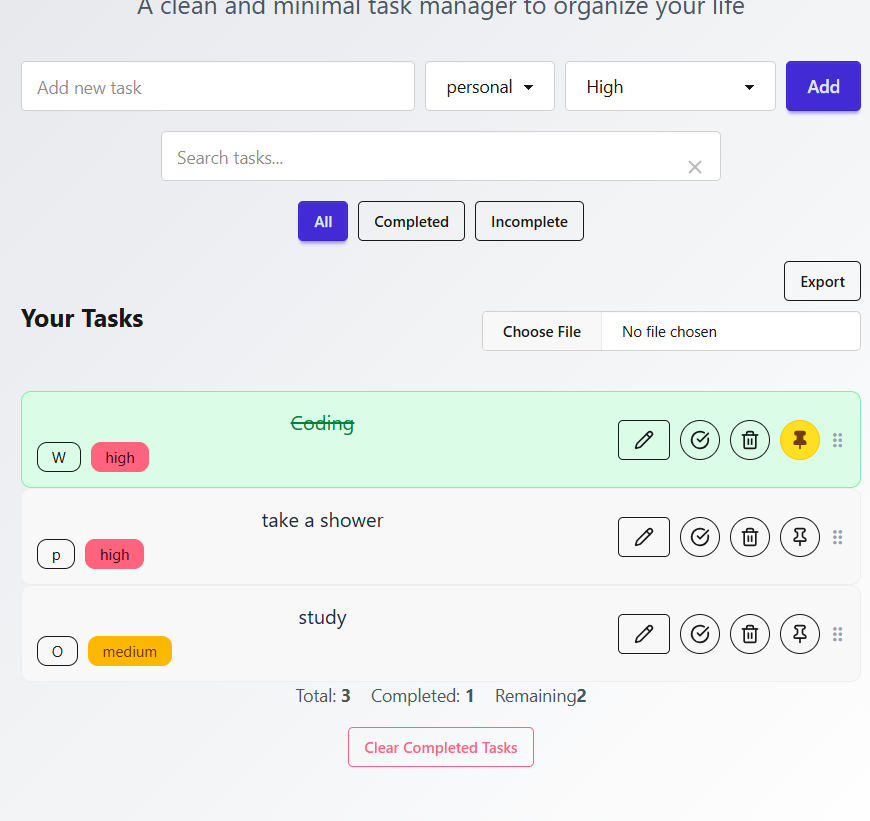 A clean and minimal task manager to organize your life
Add new task personal High Add
Search tasks...
All Completed Incomplete
Export
Your Tasks
Choose File No file chosen
Coding
W high
take a shower
p high
study
O medium
Total: 3 Completed: 1 Remaining2
Clear Completed Tasks